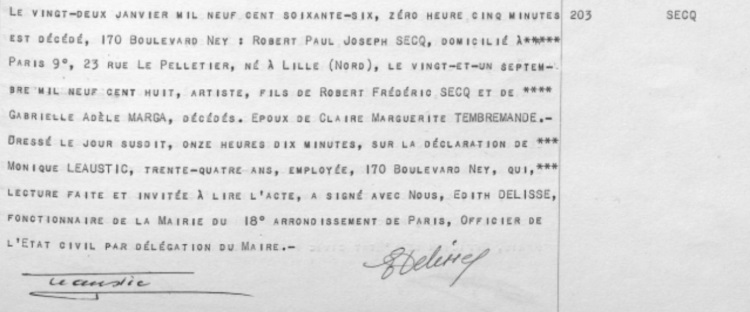 LE VINGT-DEUX JANVIER MIL NEUF CENT SOIXANTE-SIX, ZÉRO HEURE CINQ MINUTES
203 SECQ
EST DÉCÉDÉ, 170 BOULEVARD NEY : ROBERT PAUL JOSEPH SECQ, DOMICILIÉ À*****
PARIS 9°, 23 RUE LE PELLETIER, NÉ À LILLE (NORD), LE VINGT-ET-UN SEPTEM-
BRE MIL NEUF CENT HUIT, ARTISTE, FILS DE ROBERT FRÉDÉRIC SECQ ET DE ****
GABRIELLE ADÈLE MARGA, DÉCÉDÉS. EPOUX DE CLAIRE MARGUERITE TEMBREMANDE.-
DRESSÉ LE JOUR SUSDIT, ONZE HEURES DIX MINUTES, SUR LA DÉCLARATION DE ***
MONIQUE LEAUSTIC, TRENTE-QUATRE ANS, EMPLOYÉE, 170 BOULEVARD NEY, QUI,***
LECTURE FAITE ET INVITÉE À LIRE L'ACTE, A SIGNÉ AVEC NOUS, EDITH DELISSE,
FONCTIONNAIRE DE LA MAIRIE DU 18° ARRONDISSEMENT DE PARIS, OFFICIER DE
L'ETAT CIVIL PAR DÉLÉGATION DU MAIRE.-
Leaustic
EDelisse